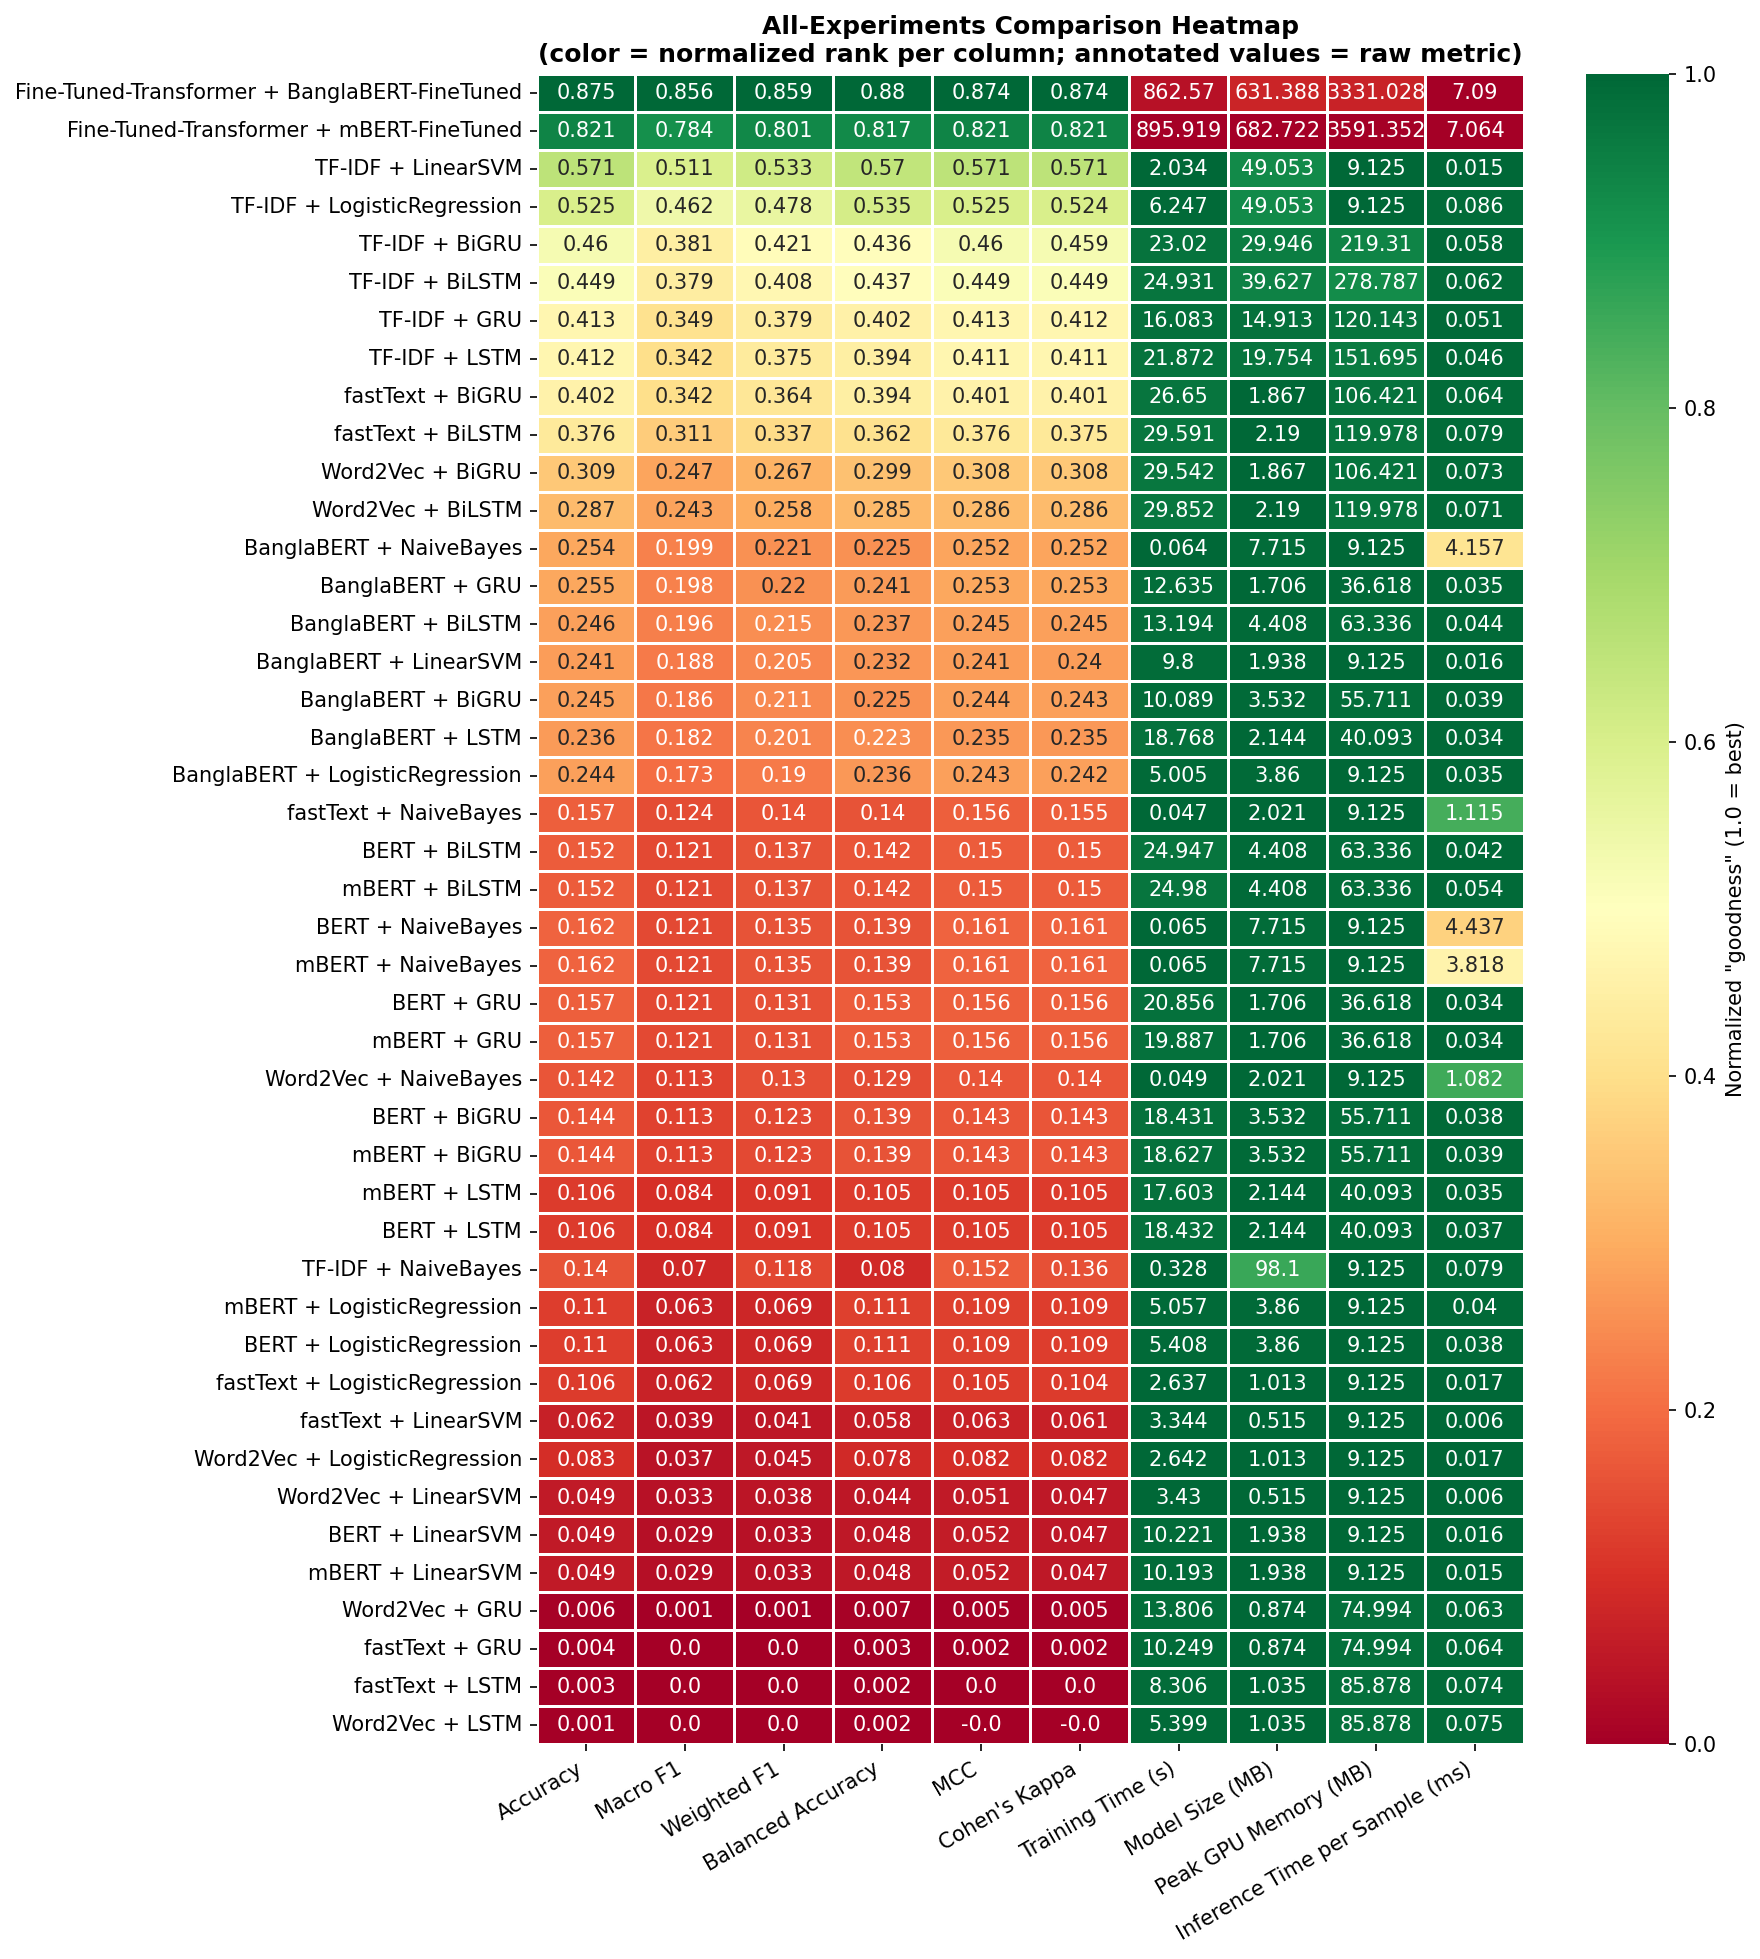 All-Experiments Comparison Heatmap
(color = normalized rank per column; annotated values = raw metric)
Fine-Tuned-Transformer + BanglaBERT-FineTuned 0.875 0.856 0.859 0.88 0.874 0.874 862.57 631.388 3331.028 7.09
Fine-Tuned-Transformer + mBERT-FineTuned 0.821 0.784 0.801 0.817 0.821 0.821 895.919 682.722 3591.352 7.064
TF-IDF + LinearSVM 0.571 0.511 0.533 0.57 0.571 0.571 2.034 49.053 9.125 0.015
TF-IDF + LogisticRegression 0.525 0.462 0.478 0.535 0.525 0.524 6.247 49.053 9.125 0.086
TF-IDF + BiGRU 0.46 0.381 0.421 0.436 0.46 0.459 23.02 29.946 219.31 0.058
TF-IDF + BiLSTM 0.449 0.379 0.408 0.437 0.449 0.449 24.931 39.627 278.787 0.062
TF-IDF + GRU 0.413 0.349 0.379 0.402 0.413 0.412 16.083 14.913 120.143 0.051
TF-IDF + LSTM 0.412 0.342 0.375 0.394 0.411 0.411 21.872 19.754 151.695 0.046
fastText + BiGRU 0.402 0.342 0.364 0.394 0.401 0.401 26.65 1.867 106.421 0.064
fastText + BiLSTM 0.376 0.311 0.337 0.362 0.376 0.375 29.591 2.19 119.978 0.079
Word2Vec + BiGRU 0.309 0.247 0.267 0.299 0.308 0.308 29.542 1.867 106.421 0.073
Word2Vec + BiLSTM 0.287 0.243 0.258 0.285 0.286 0.286 29.852 2.19 119.978 0.071
BanglaBERT + NaiveBayes 0.254 0.199 0.221 0.225 0.252 0.252 0.064 7.715 9.125 4.157
BanglaBERT + GRU 0.255 0.198 0.22 0.241 0.253 0.253 12.635 1.706 36.618 0.035
BanglaBERT + BiLSTM 0.246 0.196 0.215 0.237 0.245 0.245 13.194 4.408 63.336 0.044
BanglaBERT + LinearSVM 0.241 0.188 0.205 0.232 0.241 0.24 9.8 1.938 9.125 0.016
BanglaBERT + BiGRU 0.245 0.186 0.211 0.225 0.244 0.243 10.089 3.532 55.711 0.039
BanglaBERT + LSTM 0.236 0.182 0.201 0.223 0.235 0.235 18.768 2.144 40.093 0.034
BanglaBERT + LogisticRegression 0.244 0.173 0.19 0.236 0.243 0.242 5.005 3.86 9.125 0.035
fastText + NaiveBayes 0.157 0.124 0.14 0.14 0.156 0.155 0.047 2.021 9.125 1.115
BERT + BiLSTM 0.152 0.121 0.137 0.142 0.15 0.15 24.947 4.408 63.336 0.042
mBERT + BiLSTM 0.152 0.121 0.137 0.142 0.15 0.15 24.98 4.408 63.336 0.054
BERT + NaiveBayes 0.162 0.121 0.135 0.139 0.161 0.161 0.065 7.715 9.125 4.437
mBERT + NaiveBayes 0.162 0.121 0.135 0.139 0.161 0.161 0.065 7.715 9.125 3.818
BERT + GRU 0.157 0.121 0.131 0.153 0.156 0.156 20.856 1.706 36.618 0.034
mBERT + GRU 0.157 0.121 0.131 0.153 0.156 0.156 19.887 1.706 36.618 0.034
Word2Vec + NaiveBayes 0.142 0.113 0.13 0.129 0.14 0.14 0.049 2.021 9.125 1.082
BERT + BiGRU 0.144 0.113 0.123 0.139 0.143 0.143 18.431 3.532 55.711 0.038
mBERT + BiGRU 0.144 0.113 0.123 0.139 0.143 0.143 18.627 3.532 55.711 0.039
mBERT + LSTM 0.106 0.084 0.091 0.105 0.105 0.105 17.603 2.144 40.093 0.035
BERT + LSTM 0.106 0.084 0.091 0.105 0.105 0.105 18.432 2.144 40.093 0.037
TF-IDF + NaiveBayes 0.14 0.07 0.118 0.08 0.152 0.136 0.328 98.1 9.125 0.079
mBERT + LogisticRegression 0.11 0.063 0.069 0.111 0.109 0.109 5.057 3.86 9.125 0.04
BERT + LogisticRegression 0.11 0.063 0.069 0.111 0.109 0.109 5.408 3.86 9.125 0.038
fastText + LogisticRegression 0.106 0.062 0.069 0.106 0.105 0.104 2.637 1.013 9.125 0.017
fastText + LinearSVM 0.062 0.039 0.041 0.058 0.063 0.061 3.344 0.515 9.125 0.006
Word2Vec + LogisticRegression 0.083 0.037 0.045 0.078 0.082 0.082 2.642 1.013 9.125 0.017
Word2Vec + LinearSVM 0.049 0.033 0.038 0.044 0.051 0.047 3.43 0.515 9.125 0.006
BERT + LinearSVM 0.049 0.029 0.033 0.048 0.052 0.047 10.221 1.938 9.125 0.016
mBERT + LinearSVM 0.049 0.029 0.033 0.048 0.052 0.047 10.193 1.938 9.125 0.015
Word2Vec + GRU 0.006 0.001 0.001 0.007 0.005 0.005 13.806 0.874 74.994 0.063
fastText + GRU 0.004 0.0 0.0 0.003 0.002 0.002 10.249 0.874 74.994 0.064
fastText + LSTM 0.003 0.0 0.0 0.002 0.0 0.0 8.306 1.035 85.878 0.074
Word2Vec + LSTM 0.001 0.0 0.0 0.002 -0.0 -0.0 5.399 1.035 85.878 0.075
Accuracy
Macro F1
Weighted F1
Balanced Accuracy
MCC
Cohen's Kappa
Training Time (s)
Model Size (MB)
Peak GPU Memory (MB)
Inference Time per Sample (ms)
1.0
0.8
0.6
0.4
0.2
0.0
Normalized "goodness" (1.0 = best)